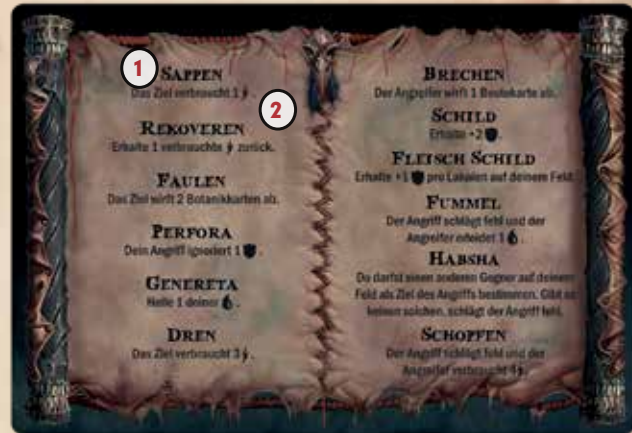 1
SAPPEN
Das Ziel verbraucht 1.
2
REKOVEREN
Erhalte 1 verbrauchte zurück.
FAULEN
Das Ziel wirft 2 Botanikkarten ab.
PERFORA
Dein Angriff ignoriert 1.
GENERETA
Heile 1 deiner.
DREN
Das Ziel verbraucht 3.
BRECHEN
Der Angreifer wirft 1 Beutekarte ab.
SCHILD
Erhalte +2.
FLEISCH SCHILD
Erhalte +1 pro Lakaien auf deinem Feld.
FUMMEL
Der Angriff schlägt fehl und der
Angreifer erleidet 1.
HABSHA
Du darfst einen anderen Gegner auf deinem
Feld als Ziel des Angriffs bestimmen. Gibt es
keinen solchen, schlägt der Angriff fehl.
SCHOPFEN
Der Angriff schlägt fehl und der
Angreifer verbraucht 4.